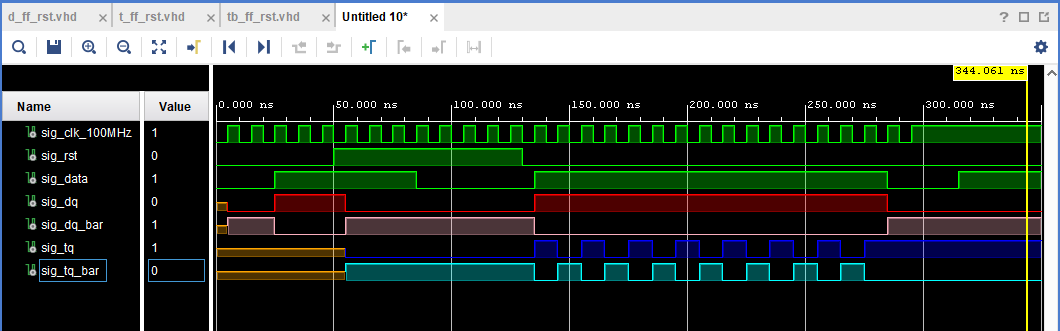 d_ff_rst.vhd t_ff_rst.vhd tb_ff_rst.vhd Untitled 10*
344.061 ns
Name Value 0.000 ns 50.000 ns 100.000 ns 150.000 ns 200.000 ns 250.000 ns 300.000 ns
sig_clk_100MHz 1
sig_rst 0
sig_data 1
sig_dq 0
sig_dq_bar 1
sig_tq 1
sig_tq_bar 0